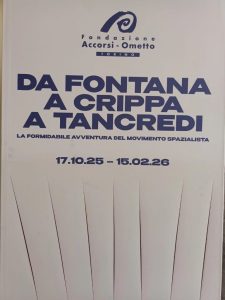 Fondazione
Accorsi - Ometto
TORINO
DA FONTANA
A CRIPPA
A TANCREDI
LA FORMIDABILE AVVENTURA DEL MOVIMENTO SPAZIALISTA
17.10.25 – 15.02.26